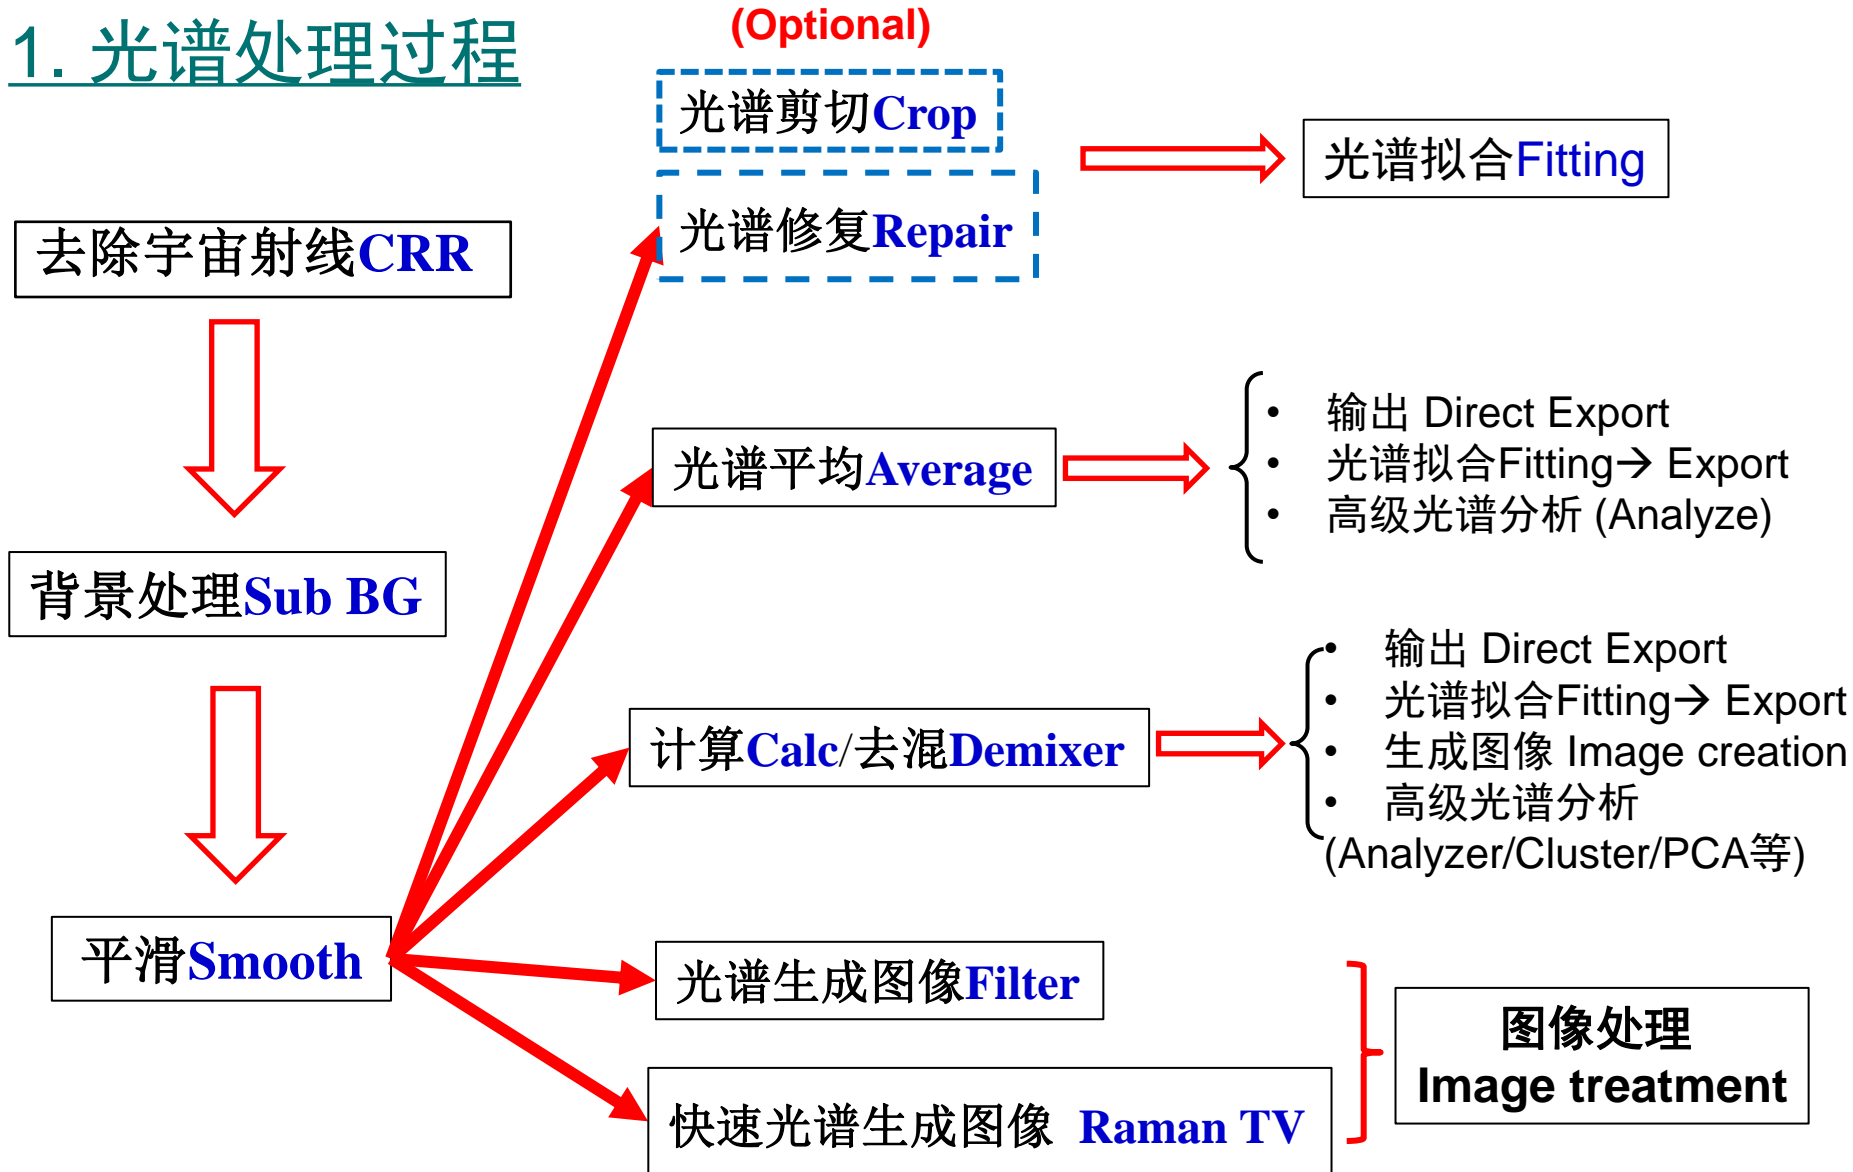 1. 光谱处理过程
(Optional)
光谱剪切Crop
光谱修复Repair
光谱拟合Fitting
去除宇宙射线CRR
背景处理Sub BG
平滑Smooth
光谱平均Average
• 输出 Direct Export
• 光谱拟合Fitting→ Export
• 高级光谱分析 (Analyze)
计算Calc/去混Demixer
• 输出 Direct Export
• 光谱拟合Fitting→ Export
• 生成图像 Image creation
• 高级光谱分析
(Analyzer/Cluster/PCA等)
光谱生成图像Filter
快速光谱生成图像 Raman TV
图像处理
Image treatment